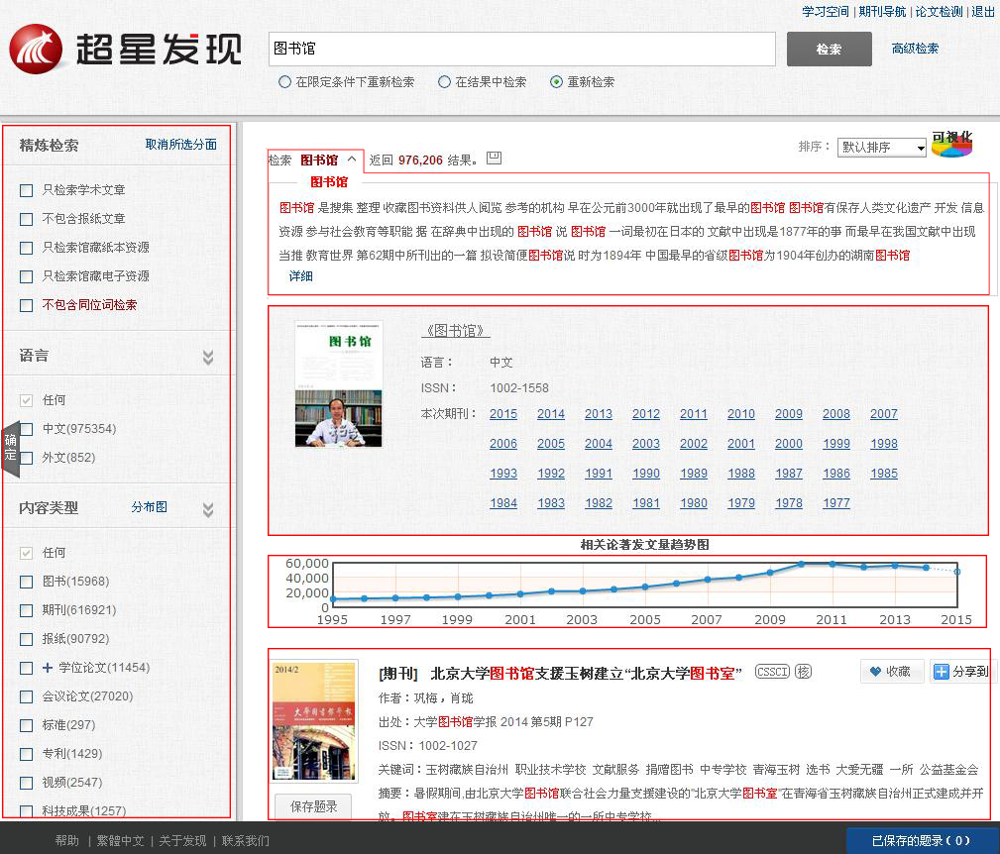 学习空间 | 期刊导航 | 论文检测 | 退出
超星发现
图书馆
检索
高级检索
在限定条件下重新检索 在结果中检索 重新检索
精炼检索 取消所选分面
只检索学术文章
不包含报纸文章
只检索馆藏纸本资源
只检索馆藏电子资源
不包含同位词检索
语言
任何
中文(975354)
外文(852)
确定
内容类型 分布图
任何
图书(15968)
期刊(616921)
报纸(90792)
学位论文(11454)
会议论文(27020)
标准(297)
专利(1429)
视频(2547)
科技成果(1257)
检索 图书馆 返回 976,206 结果。
排序： 默认排序 可视化
图书馆
图书馆 是搜集 整理 收藏图书资料供人阅览 参考的机构 早在公元前3000年就出现了最早的图书馆 图书馆有保存人类文化遗产 开发 信息
资源 参与社会教育等职能 据 在辞典中出现的 图书馆 说 图书馆 一词最初在日本的 文献中出现是1877年的事 而最早在我国文献中出现
当推 教育世界 第62期中所刊出的一篇 拟设简便图书馆说 时为1894年 中国最早的省级图书馆为1904年创办的湖南图书馆
详细
图书馆
《图书馆》
语言： 中文
ISSN： 1002-1558
本次期刊： 2015 2014 2013 2012 2011 2010 2009 2008 2007
2006 2005 2004 2003 2002 2001 2000 1999 1998
1993 1992 1991 1990 1989 1988 1987 1986 1985
1984 1983 1982 1981 1980 1979 1978 1977
相关论著发文量趋势图
60,000
40,000
20,000
0
1995 1997 1999 2001 2003 2005 2007 2009 2011 2013 2015
2014/2
大学图书馆学报
[期刊] 北京大学图书馆支援玉树建立“北京大学图书室” CSSCI 核
收藏 分享到
作者：巩梅，肖珑
出处：大学图书馆学报 2014 第5期 P127
ISSN：1002-1027
关键词：玉树藏族自治州 职业技术学校 文献服务 捐赠图书 中专学校 青海玉树 选书 大爱无疆 一所 公益基金会
摘要：暑假期间,由北京大学图书馆联合社会力量支援建设的"北京大学图书室"在青海省玉树藏族自治州正式建成并开
放。图书室建在玉树藏族自治州唯一的一所中专学校...
保存题录
帮助 | 繁體中文 | 关于发现 | 联系我们
已保存的题录 ( 0 )